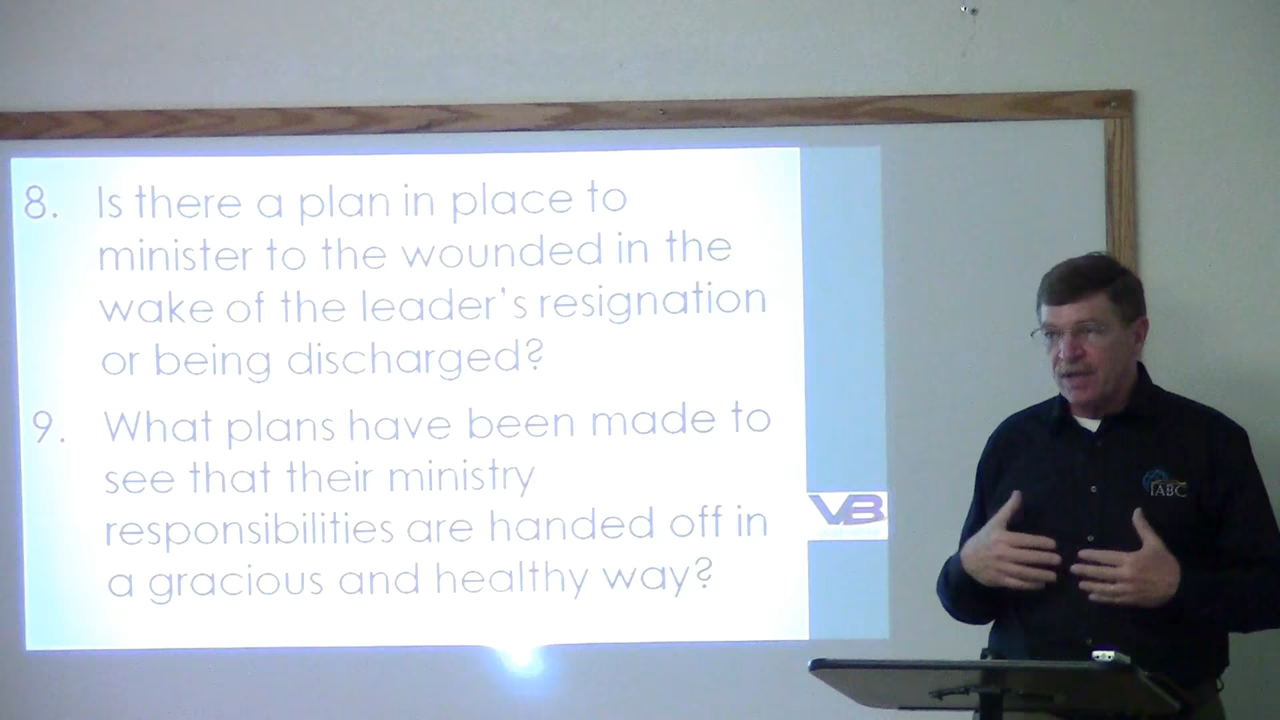 8. Is there a plan in place to
minister to the wounded in the
wake of the leader's resignation
or being discharged?
9. What plans have been made to
see that their ministry
responsibilities are handed off in
a gracious and healthy way?
VB
IABC